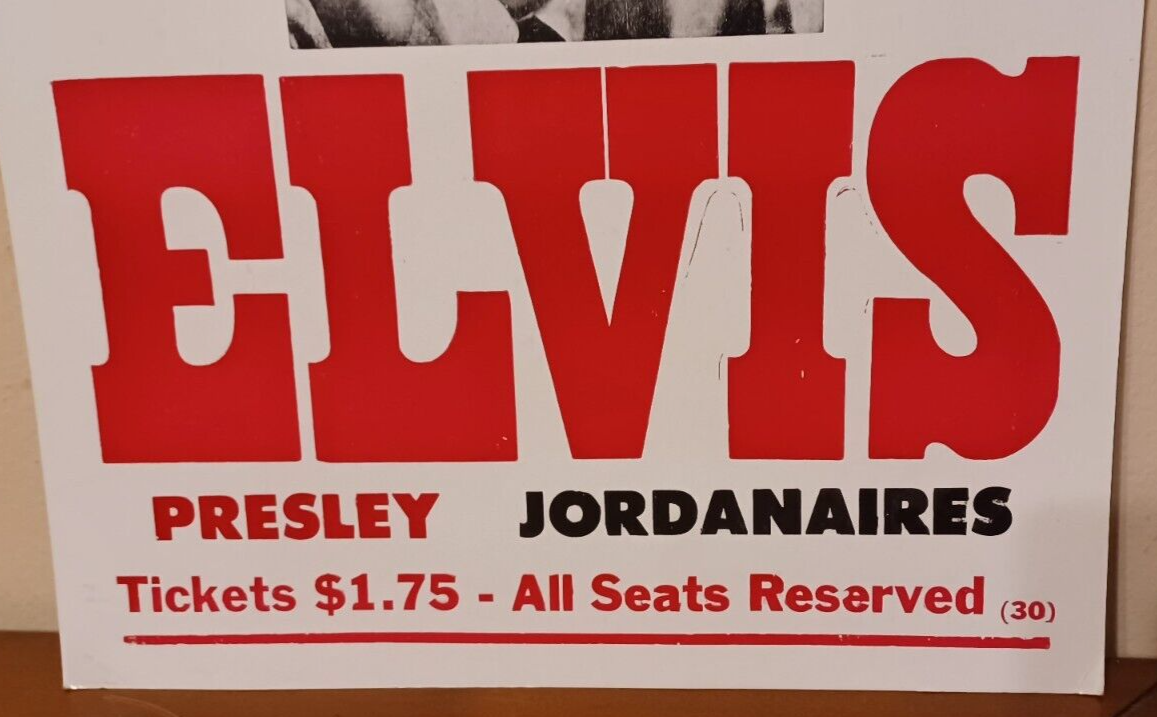 ELVIS
PRESLEY JORDANAIRES
Tickets $1.75 - All Seats Reserved (30)